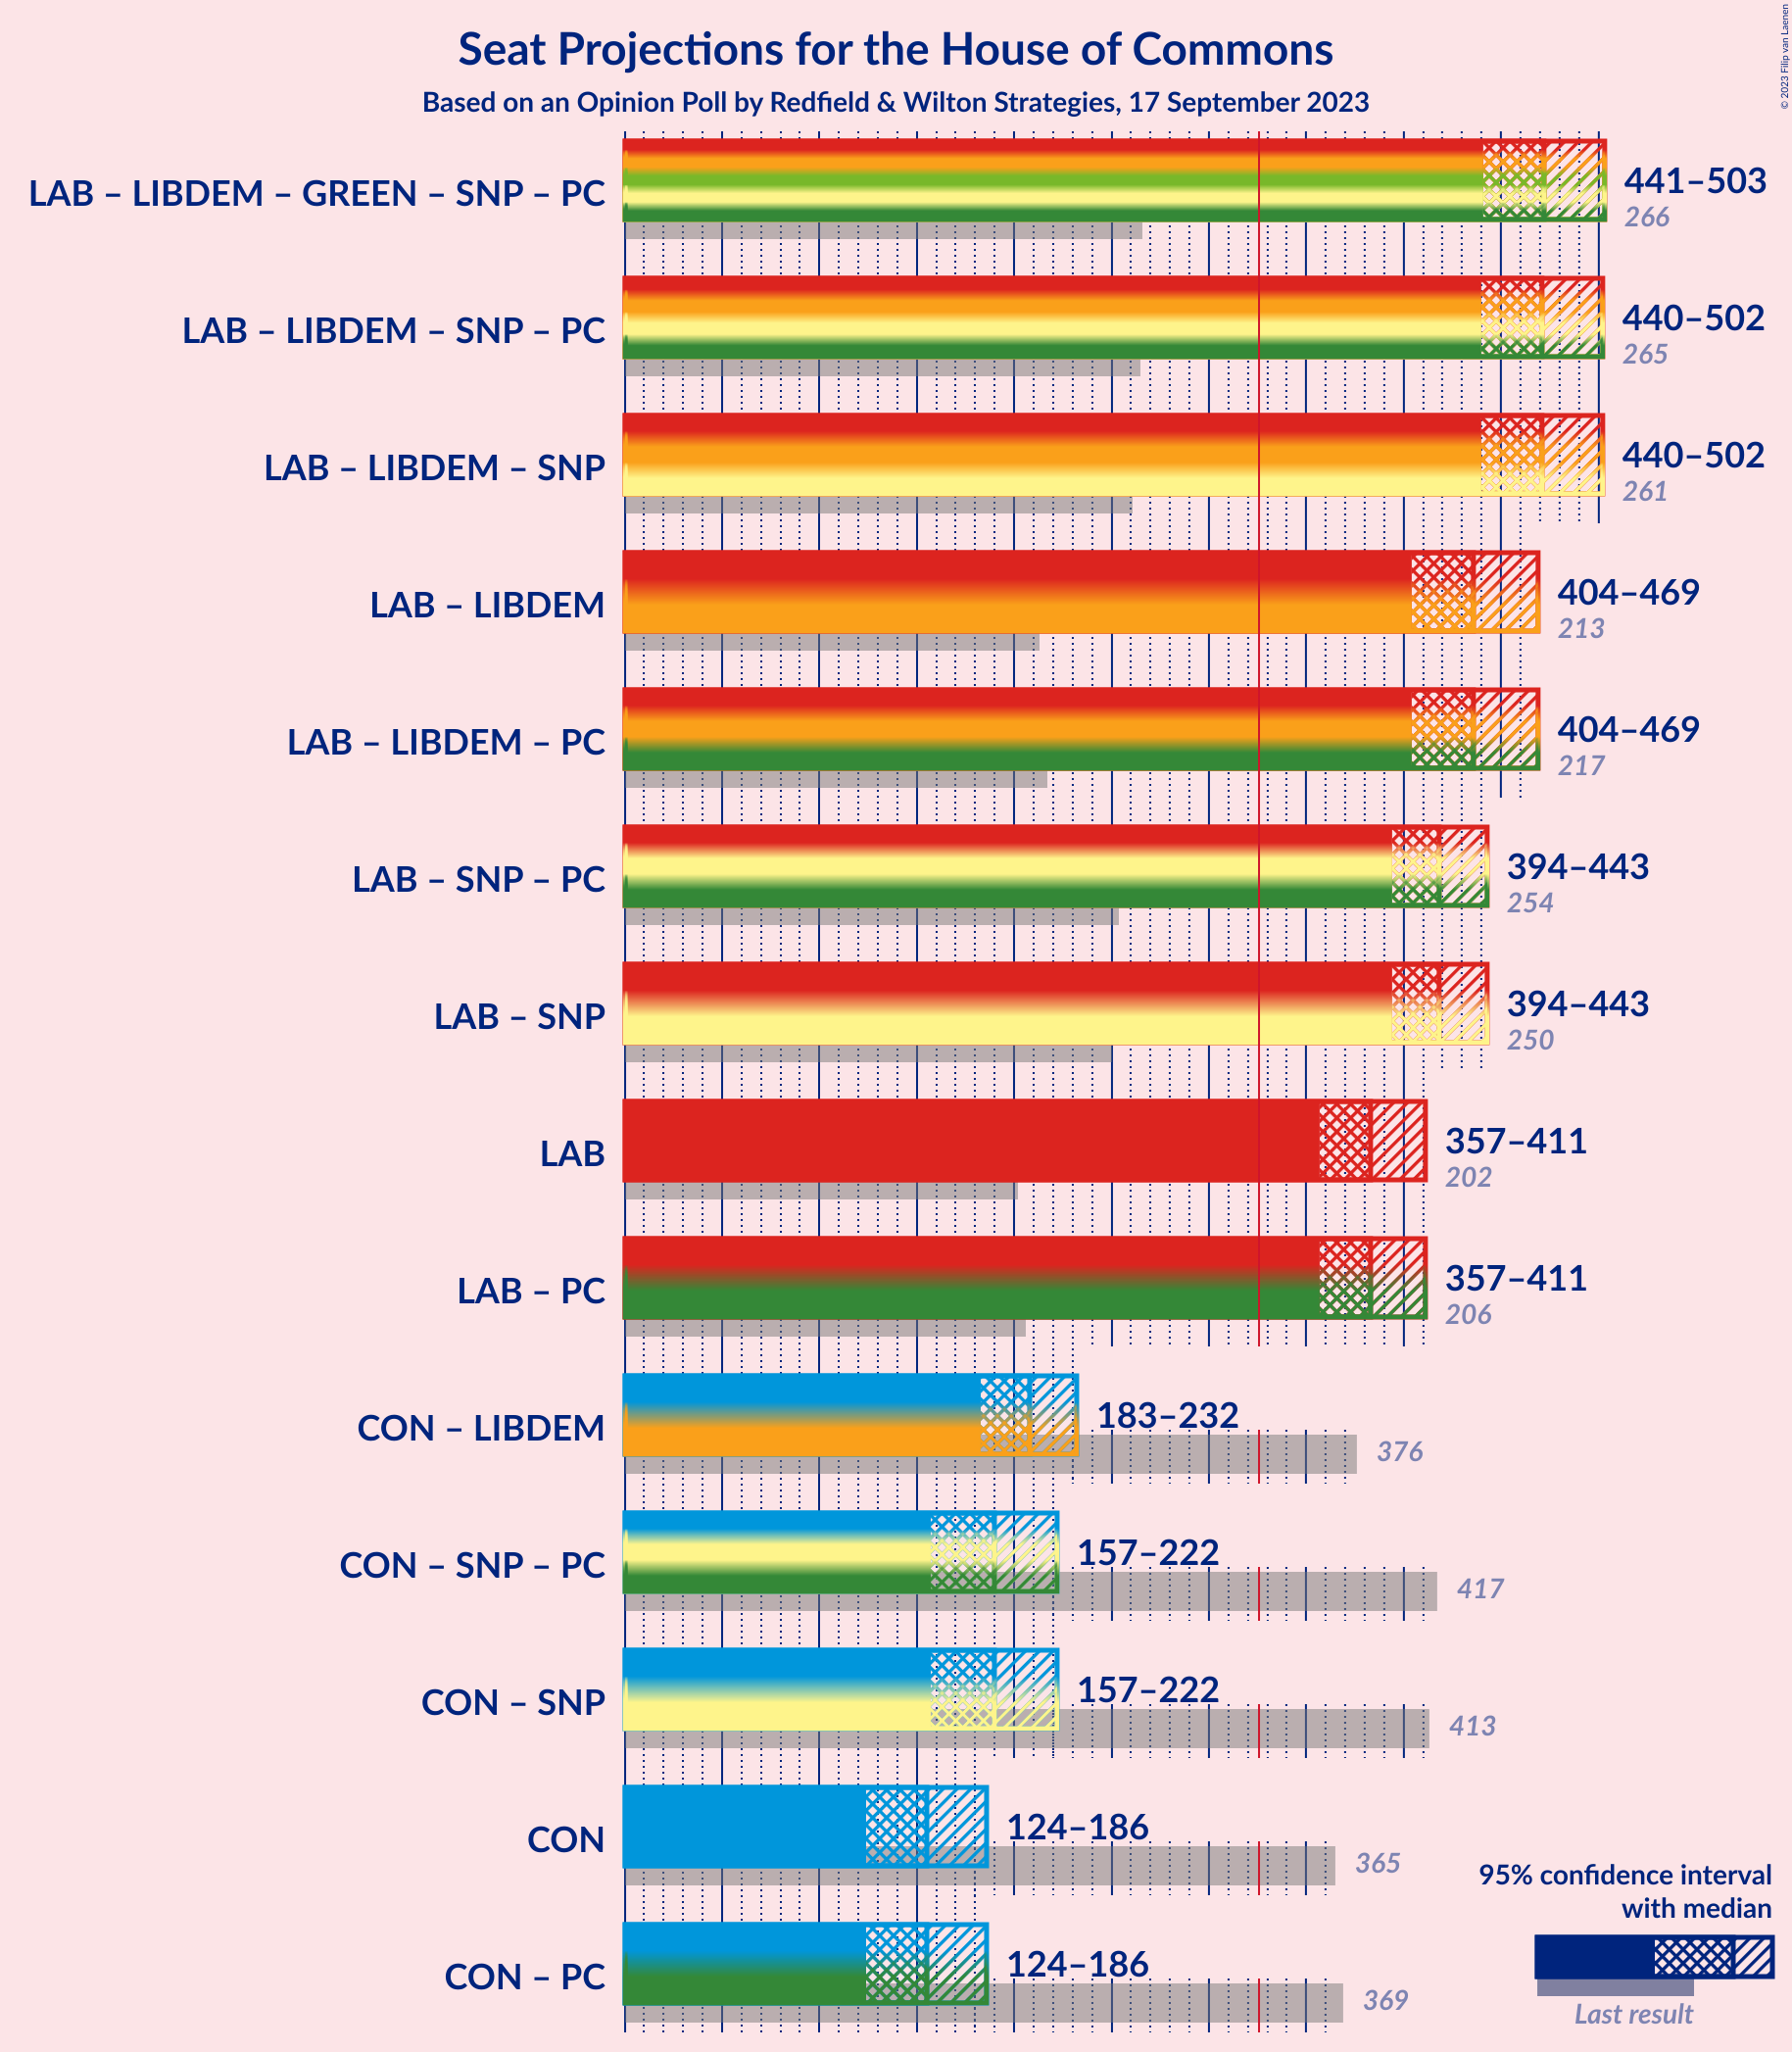 Seat Projections for the House of Commons
Based on an Opinion Poll by Redfield & Wilton Strategies, 17 September 2023
© 2023 Filip van Laenen
LAB – LIBDEM – GREEN – SNP – PC
441–503
266
LAB – LIBDEM – SNP – PC
440–502
265
LAB – LIBDEM – SNP
440–502
261
LAB – LIBDEM
404–469
213
LAB – LIBDEM – PC
404–469
217
LAB – SNP – PC
394–443
254
LAB – SNP
394–443
250
LAB
357–411
202
LAB – PC
357–411
206
CON – LIBDEM
183–232
376
CON – SNP – PC
157–222
417
CON – SNP
157–222
413
CON
124–186
365
CON – PC
124–186
369
95% confidence interval
with median
Last result